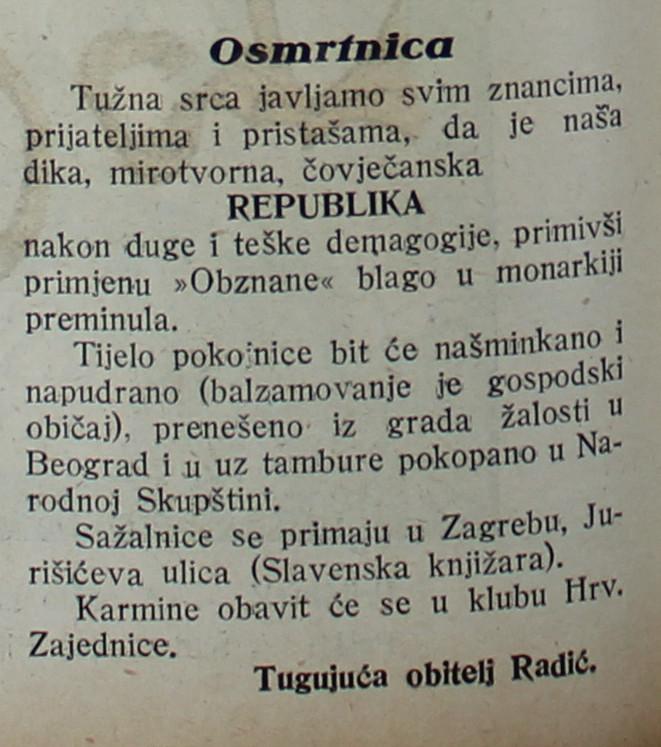 Osmrtnica
Tužna srca javljamo svim znancima,
prijateljima i pristašama, da je naša
dika, mirotvorna, čovječanska
REPUBLIKA
nakon duge i teške demagogije, primivši
primjenu »Obznane« blago u monarkiji
preminula.
Tijelo pokojnice bit će našminkano i
napudrano (balzamovanje je gospodski
običaj), prenešeno iz grada žalosti u
Beograd i u uz tambure pokopano u Na-
rodnoj Skupštini.
Sažalnice se primaju u Zagrebu, Ju-
rišićeva ulica (Slavenska knjižara).
Karmine obavit će se u klubu Hrv.
Zajednice.
Tugujuća obitelj Radić.